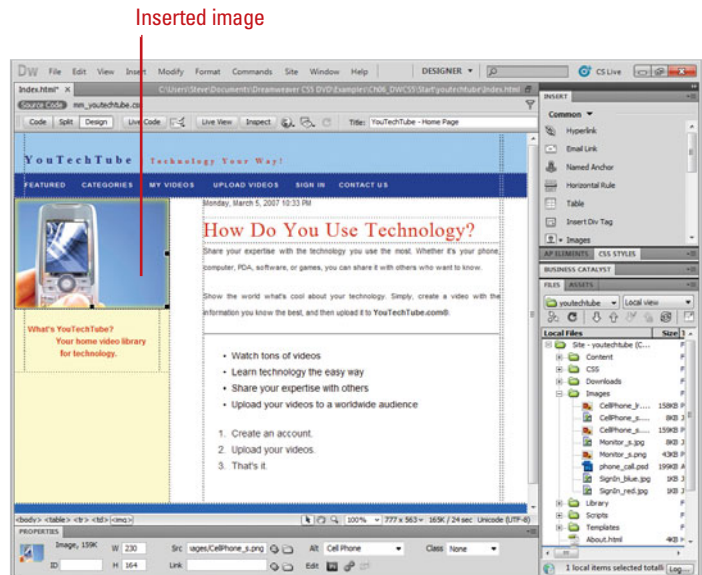 Inserted image
DW File Edit View Insert Modify Format Commands Site Window Help DESIGNER CS Live
Index.html* × C:\Users\Steve\Documents\Dreamweaver CS5 DVD\Examples\Ch06_DWCS5\Start\youtechtube\Index.html
Source Code mm_youtechtube.css
Code Split Design Live Code Live View Inspect Title: YouTechTube - Home Page
YouTechTube Technology Your Way!
FEATURED CATEGORIES MY VIDEOS UPLOAD VIDEOS SIGN IN CONTACT US
Monday, March 5, 2007 10:33 PM
How Do You Use Technology?
Share your expertise with the technology you use the most. Whether it's your phone,
computer, PDA, software, or games, you can share it with others who want to know.
Show the world what's cool about your technology. Simply, create a video with the
information you know the best, and then upload it to YouTechTube.com®.
What's YouTechTube?
Your home video library
for technology.
• Watch tons of videos
• Learn technology the easy way
• Share your expertise with others
• Upload your videos to a worldwide audience
1. Create an account.
2. Upload your videos.
3. That's it.
<body> <table> <tr> <td> <img> 100% 777 x 563 165K / 24 sec Unicode (UTF-8)
PROPERTIES
Image, 159K W 230 Src ages/CellPhone_s.png Alt Cell Phone Class None
ID H 164 Link Edit
INSERT
Common
Hyperlink
Email Link
Named Anchor
Horizontal Rule
Table
Insert Div Tag
Images
AP ELEMENTS CSS STYLES
BUSINESS CATALYST
FILES ASSETS
youtechtube Local view
Local Files Size
Site - youtechtube (C...
Content
CSS
Downloads
Images
CellPhone_lr.... 158KB
CellPhone_s.... 8KB
CellPhone_s.... 159KB
Monitor_s.jpg 8KB
Monitor_s.png 43KB
phone_call.psd 199KB
SignIn_blue.jpg 1KB
SignIn_red.jpg 1KB
Library
Scripts
Templates
About.html 4KB
1 local items selected totalli Log...